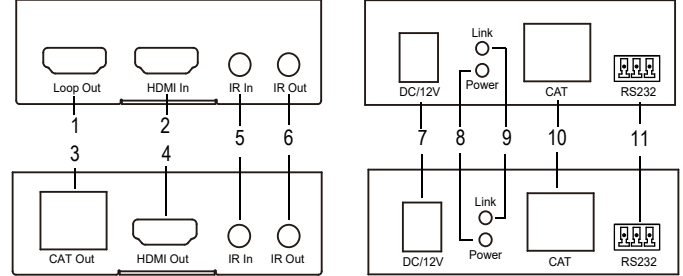 Loop Out HDMI In IR In IR Out
1 2 5 6
3 4
CAT Out HDMI Out IR In IR Out
Link
DC/12V Power CAT RS232
7 8 9 10 11
Link
DC/12V Power CAT RS232